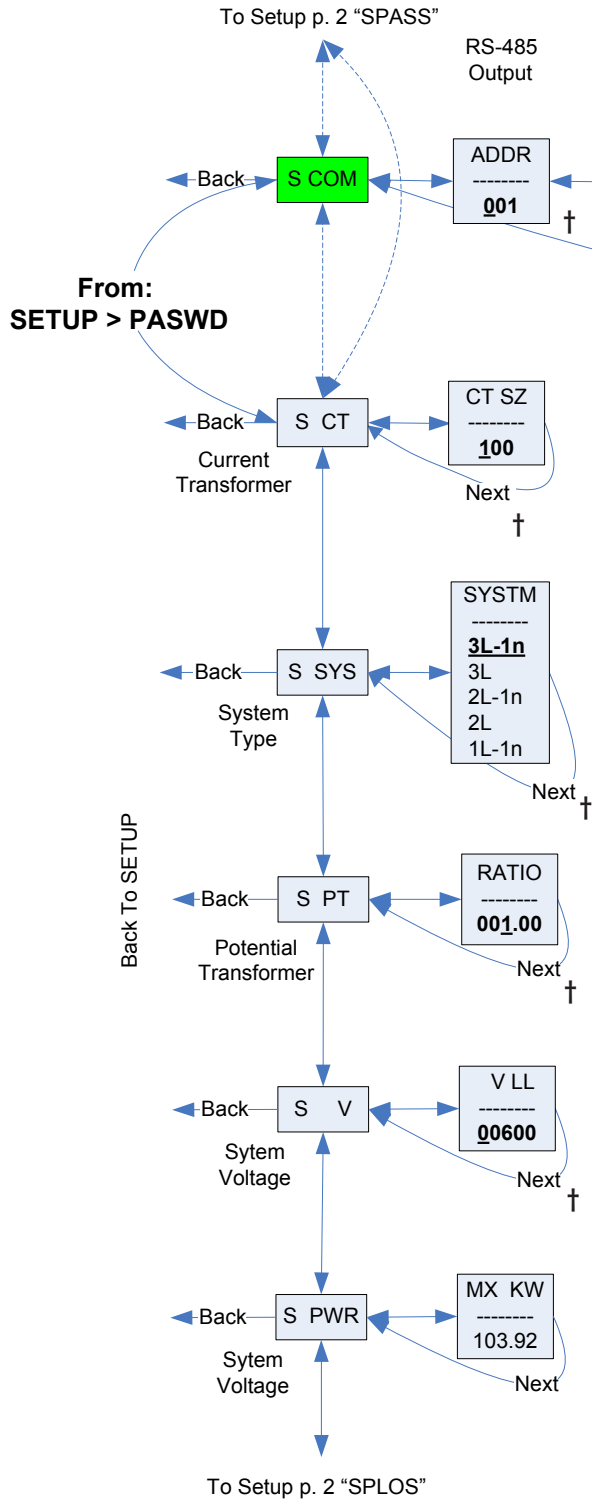 To Setup p. 2 “SPASS”
RS-485
Output
Back
S COM
ADDR
--------
001
†
From:
SETUP > PASWD
Back
S CT
Current
Transformer
CT SZ
--------
100
Next
†
Back
S SYS
System
Type
SYSTM
--------
3L-1n
3L
2L-1n
2L
1L-1n
Next
†
Back To SETUP
Back
S PT
Potential
Transformer
RATIO
--------
001.00
Next
†
Back
S V
Sytem
Voltage
V LL
--------
00600
Next
†
Back
S PWR
Sytem
Voltage
MX KW
--------
103.92
Next
To Setup p. 2 “SPLOS”